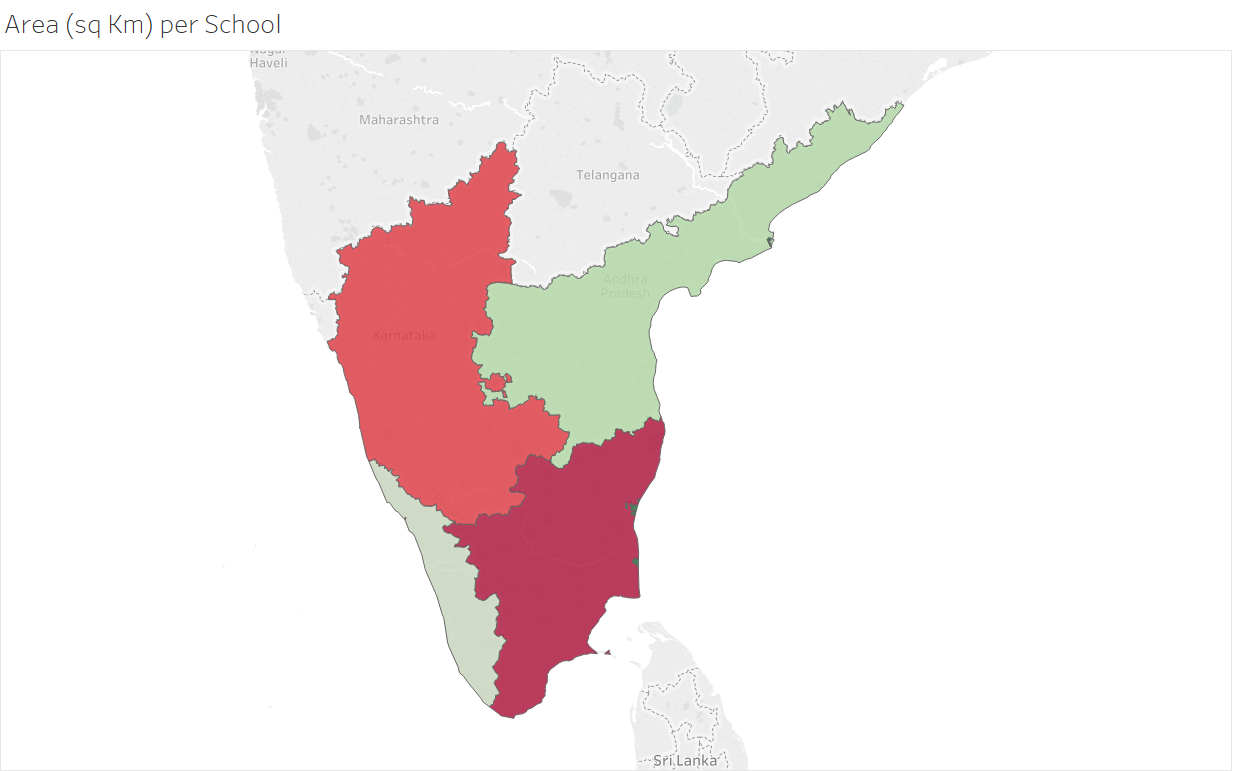 Area (sq Km) per School
Nagar
Haveli
Maharashtra
Telangana
Andhra
Pradesh
Karnataka
Sri Lanka